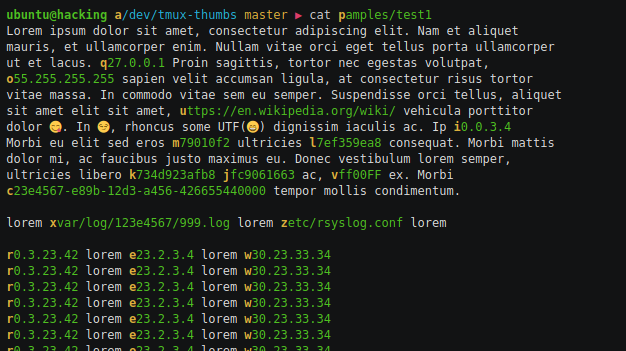 ubuntu@hacking a/dev/tmux-thumbs master ► cat pamples/test1
Lorem ipsum dolor sit amet, consectetur adipiscing elit. Nam et aliquet
mauris, et ullamcorper enim. Nullam vitae orci eget tellus porta ullamcorper
ut et lacus. q27.0.0.1 Proin sagittis, tortor nec egestas volutpat,
o55.255.255.255 sapien velit accumsan ligula, at consectetur risus tortor
vitae massa. In commodo vitae sem eu semper. Suspendisse orci tellus, aliquet
sit amet elit sit amet, uttps://en.wikipedia.org/wiki/ vehicula porttitor
dolor 😋. In 😏, rhoncus some UTF(😅) dignissim iaculis ac. Ip i0.0.3.4
Morbi eu elit sed eros m79010f2 ultricies l7ef359ea8 consequat. Morbi mattis
dolor mi, ac faucibus justo maximus eu. Donec vestibulum lorem semper,
ultricies libero k734d923afb8 jfc9061663 ac, vff00FF ex. Morbi
c23e4567-e89b-12d3-a456-426655440000 tempor mollis condimentum.
lorem xvar/log/123e4567/999.log lorem zetc/rsyslog.conf lorem
r0.3.23.42 lorem e23.2.3.4 lorem w30.23.33.34
r0.3.23.42 lorem e23.2.3.4 lorem w30.23.33.34
r0.3.23.42 lorem e23.2.3.4 lorem w30.23.33.34
r0.3.23.42 lorem e23.2.3.4 lorem w30.23.33.34
r0.3.23.42 lorem e23.2.3.4 lorem w30.23.33.34
r0.3.23.42 lorem e23.2.3.4 lorem w30.23.33.34
r0.3.23.42 lorem e23.2.3.4 lorem w30.23.33.34